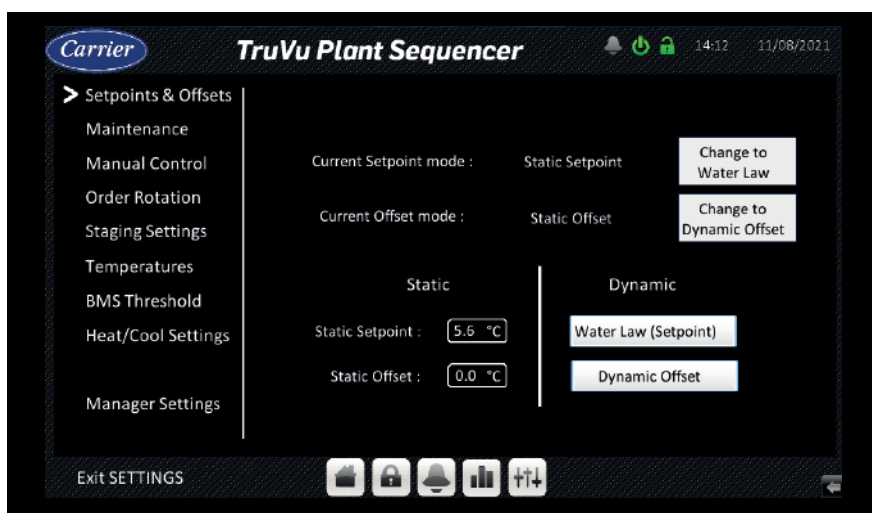 Carrier
TruVu Plant Sequencer
14:12 11/08/2021
Setpoints & Offsets
Maintenance
Manual Control
Order Rotation
Staging Settings
Temperatures
BMS Threshold
Heat/Cool Settings
Manager Settings
Current Setpoint mode : Static Setpoint
Change to
Water Law
Current Offset mode : Static Offset
Change to
Dynamic Offset
Static
Static Setpoint : 5.6 °C
Static Offset : 0.0 °C
Dynamic
Water Law (Setpoint)
Dynamic Offset
Exit SETTINGS